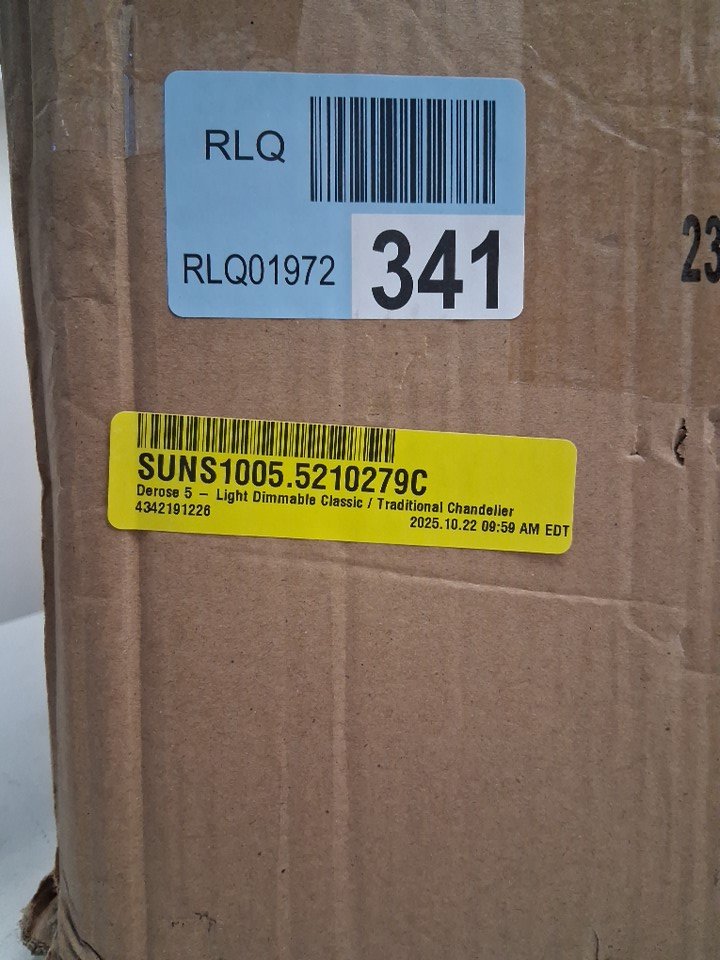 RLQ
RLQ01972
341
23
SUNS1005.5210279C
Derose 5 – Light Dimmable Classic / Traditional Chandelier
4342191226
2025.10.22 09:59 AM EDT